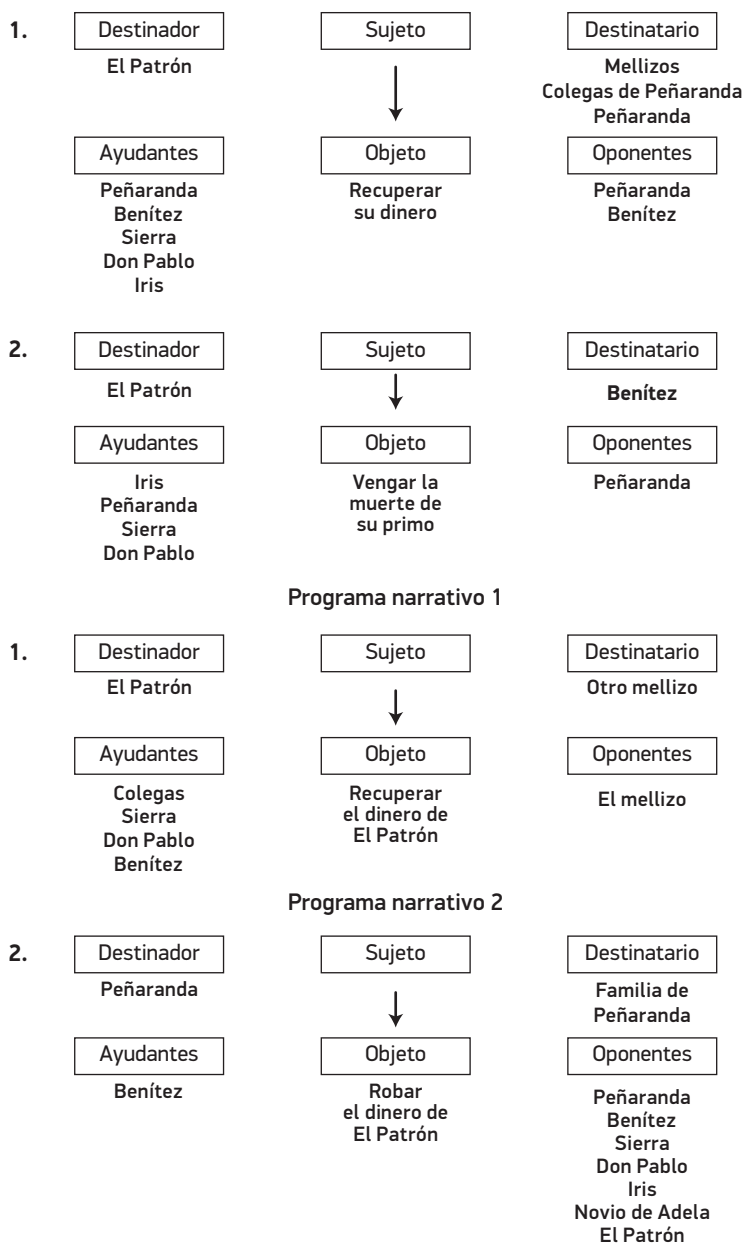 1.
Destinador
Sujeto
Destinatario
El Patrón
Mellizos
Colegas de Peñaranda
Peñaranda
Ayudantes
Objeto
Oponentes
Peñaranda
Benítez
Sierra
Don Pablo
Iris
Recuperar
su dinero
Peñaranda
Benítez
2.
Destinador
Sujeto
Destinatario
El Patrón
Benítez
Ayudantes
Objeto
Oponentes
Iris
Peñaranda
Sierra
Don Pablo
Vengar la
muerte de
su primo
Peñaranda
Programa narrativo 1
1.
Destinador
Sujeto
Destinatario
El Patrón
Otro mellizo
Ayudantes
Objeto
Oponentes
Colegas
Sierra
Don Pablo
Benítez
Recuperar
el dinero de
El Patrón
El mellizo
Programa narrativo 2
2.
Destinador
Sujeto
Destinatario
Peñaranda
Familia de
Peñaranda
Ayudantes
Objeto
Oponentes
Benítez
Robar
el dinero de
El Patrón
Peñaranda
Benítez
Sierra
Don Pablo
Iris
Novio de Adela
El Patrón